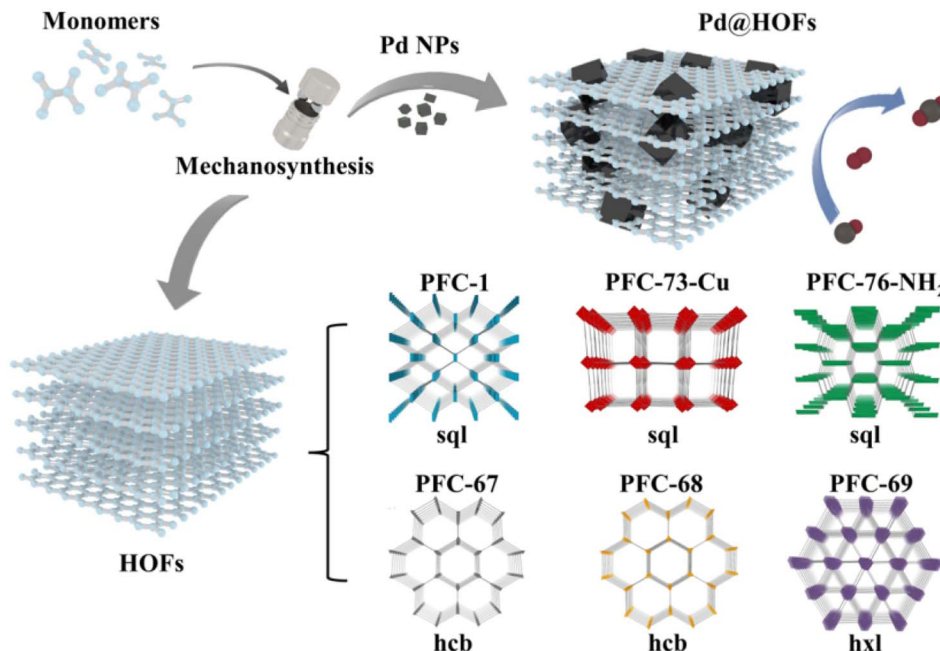 Monomers
Pd NPs
Pd@HOFs
Mechanosynthesis
PFC-1
PFC-73-Cu
PFC-76-NH₂
sql
sql
sql
PFC-67
PFC-68
PFC-69
HOFs
hcb
hcb
hxl